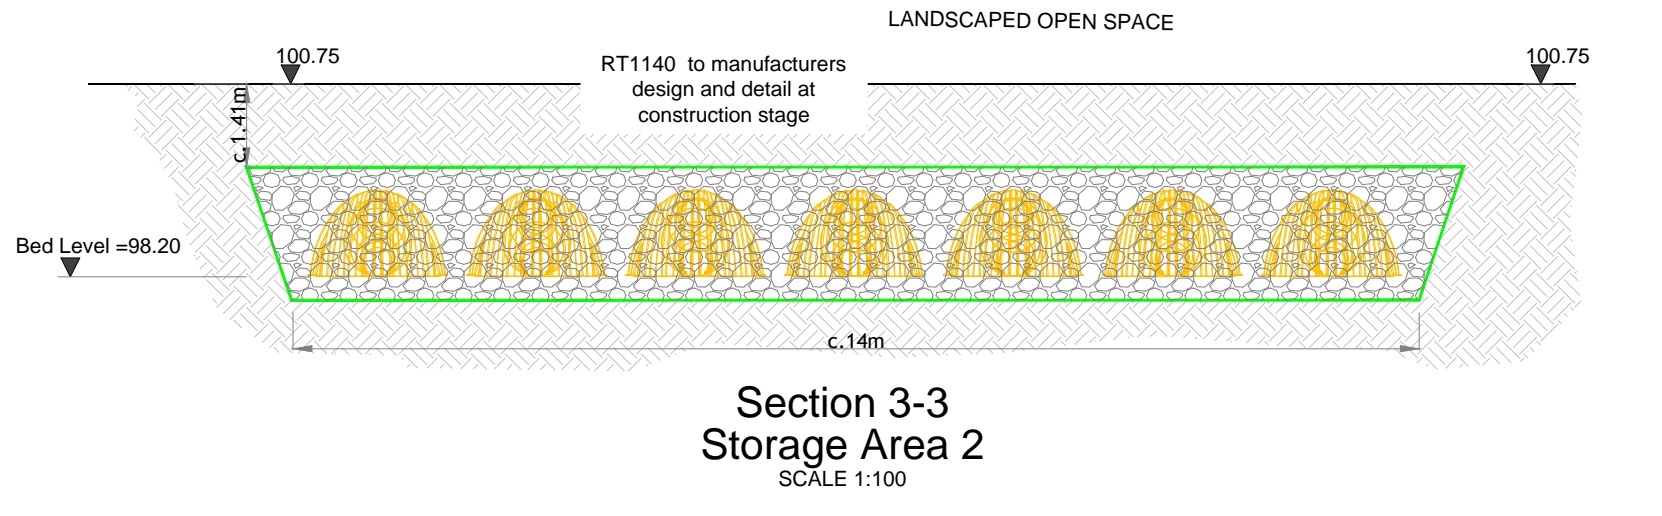 LANDSCAPED OPEN SPACE
100.75
RT1140 to manufacturers
design and detail at
construction stage
100.75
c.1.41m
Bed Level =98.20
c.14m
Section 3-3
Storage Area 2
SCALE 1:100